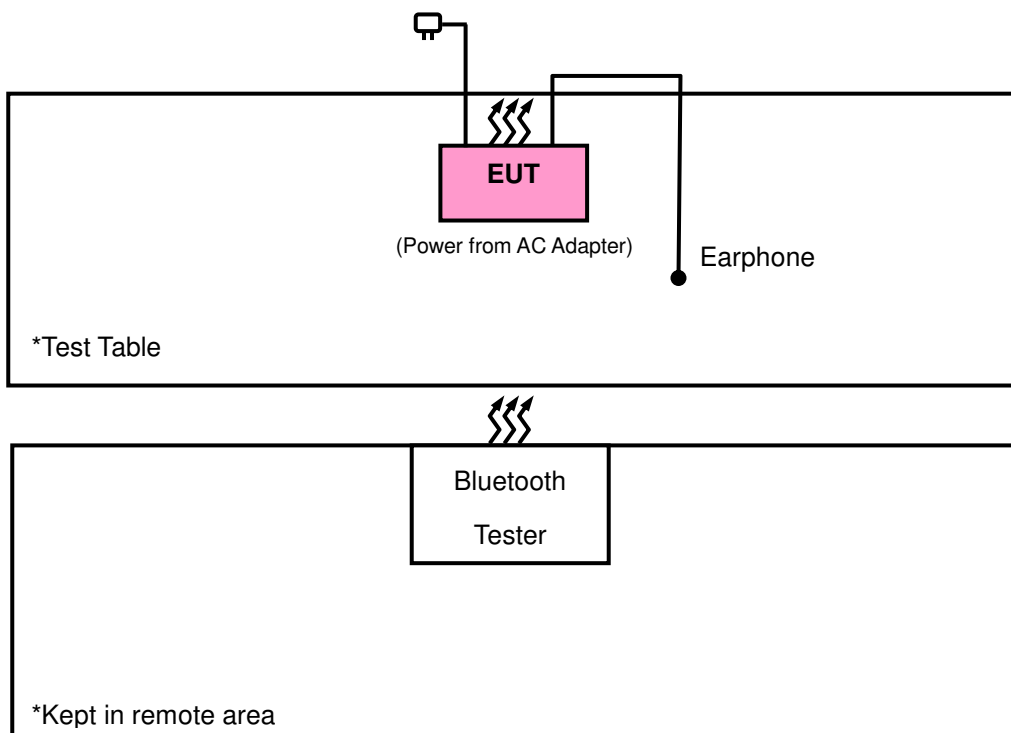 EUT
(Power from AC Adapter)
Earphone
*Test Table
Bluetooth
Tester
*Kept in remote area